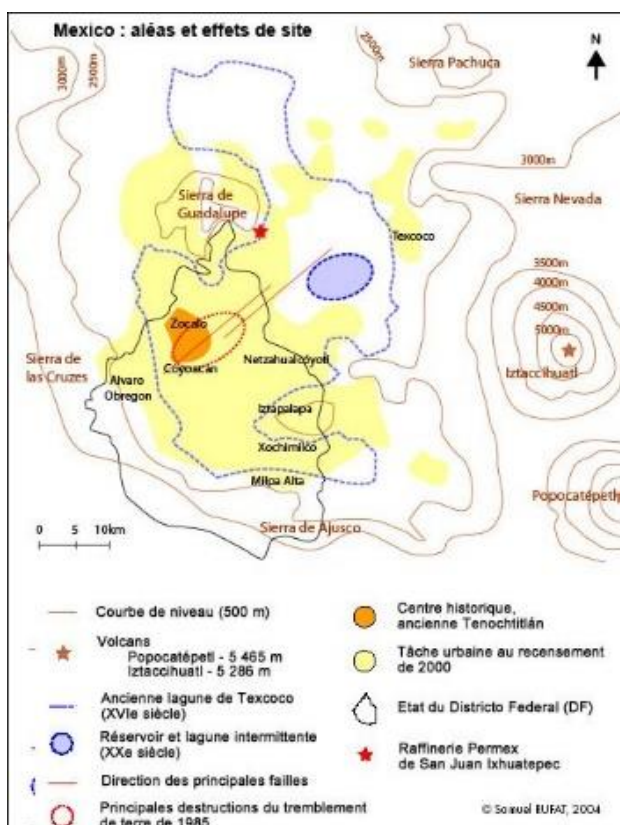 Mexico : aléas et effets de site
N
2500m
Sierra Pachuca
3000m
2500m
3000m
Sierra Nevada
Sierra de
Guadalupe
Texcoco
3500m
4000m
4500m
5000m
Iztaccihuatl
Zocalo
Coyoacán
Netzahualcoyotl
Sierra de
las Cruzes
Alvaro
Obregon
Iztapalapa
Xochimilco
Milpa Alta
Popocatépetl
Sierra de Ajusco
0 5 10km
Courbe de niveau (500 m)
Volcans
Popocatépetl - 5 465 m
Iztaccihuatl - 5 286 m
Ancienne lagune de Texcoco
(XVIe siècle)
Réservoir et lagune intermittente
(XXe siècle)
Direction des principales failles
Principales destructions du tremblement
de terre de 1985
Centre historique,
ancienne Tenochtitlán
Tâche urbaine au recensement
de 2000
Etat du Districto Federal (DF)
Raffinerie Permex
de San Juan Ixhuatepec
© Samuel RUFAT, 2004